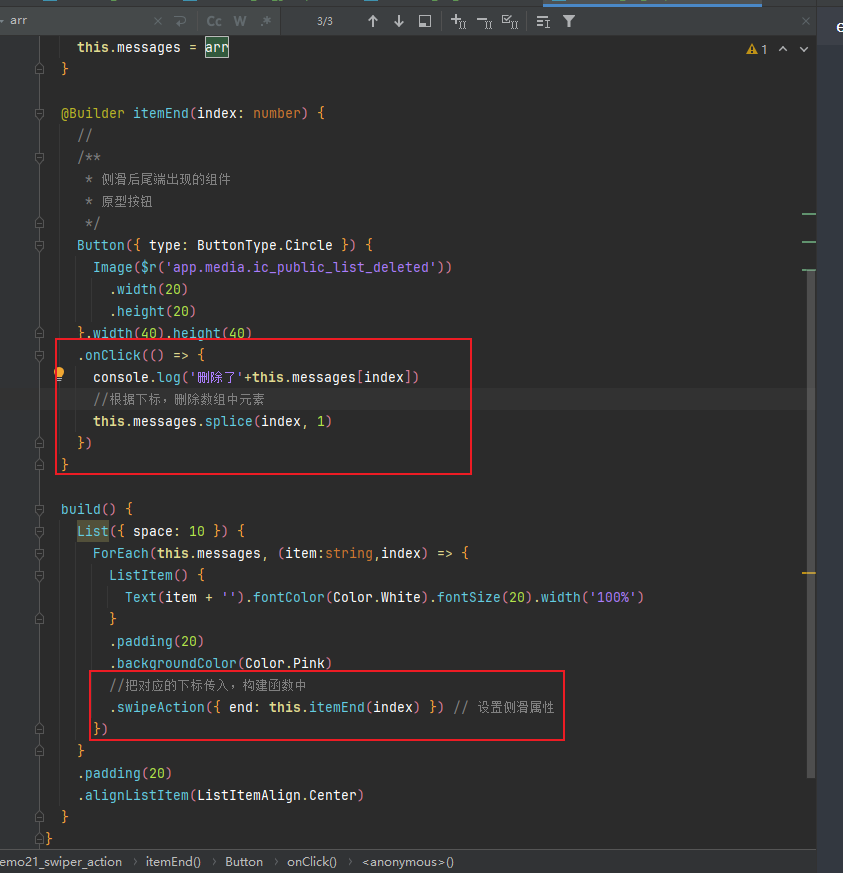 arr
Cc W .*
3/3
this.messages = arr
1
}
@Builder itemEnd(index: number) {
//
/**
* 侧滑后尾端出现的组件
* 原型按钮
*/
Button({ type: ButtonType.Circle }) {
Image($r('app.media.ic_public_list_deleted'))
.width(20)
.height(20)
}.width(40).height(40)
.onClick(() => {
console.log('删除了'+this.messages[index])
//根据下标，删除数组中元素
this.messages.splice(index, 1)
})
}
build() {
List({ space: 10 }) {
ForEach(this.messages, (item:string,index) => {
ListItem() {
Text(item + '').fontColor(Color.White).fontSize(20).width('100%')
}
.padding(20)
.backgroundColor(Color.Pink)
//把对应的下标传入，构建函数中
.swipeAction({ end: this.itemEnd(index) }) // 设置侧滑属性
})
}
.padding(20)
.alignListItem(ListItemAlign.Center)
}
}
emo21_swiper_action > itemEnd() > Button > onClick() > <anonymous>()